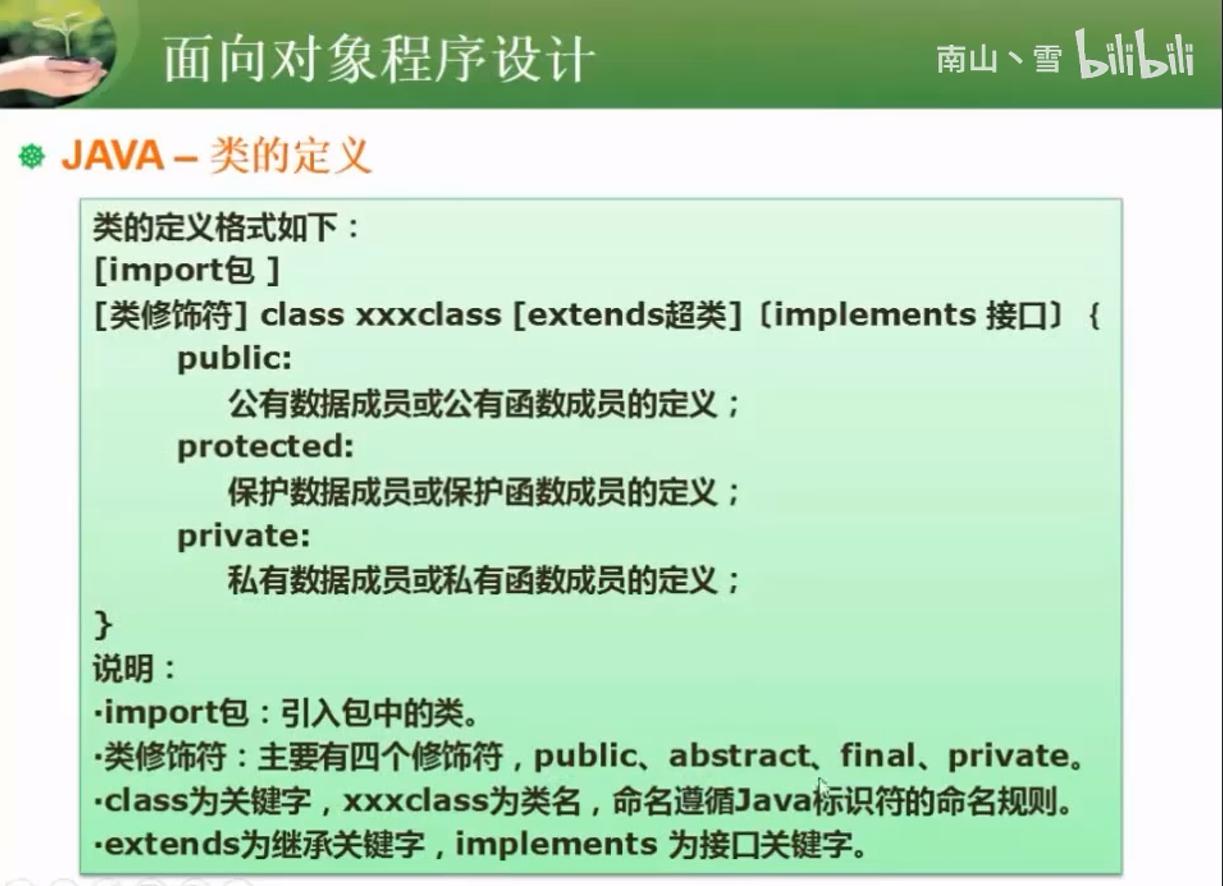 面向对象程序设计
南山丶雪 bilibili
JAVA – 类的定义
类的定义格式如下：
[import包 ]
[类修饰符] class xxxclass [extends超类]〔implements 接口〕{
public:
公有数据成员或公有函数成员的定义；
protected:
保护数据成员或保护函数成员的定义；
private:
私有数据成员或私有函数成员的定义；
}
说明：
·import包：引入包中的类。
·类修饰符：主要有四个修饰符，public、abstract、final、private。
·class为关键字，xxxclass为类名，命名遵循Java标识符的命名规则。
·extends为继承关键字，implements 为接口关键字。